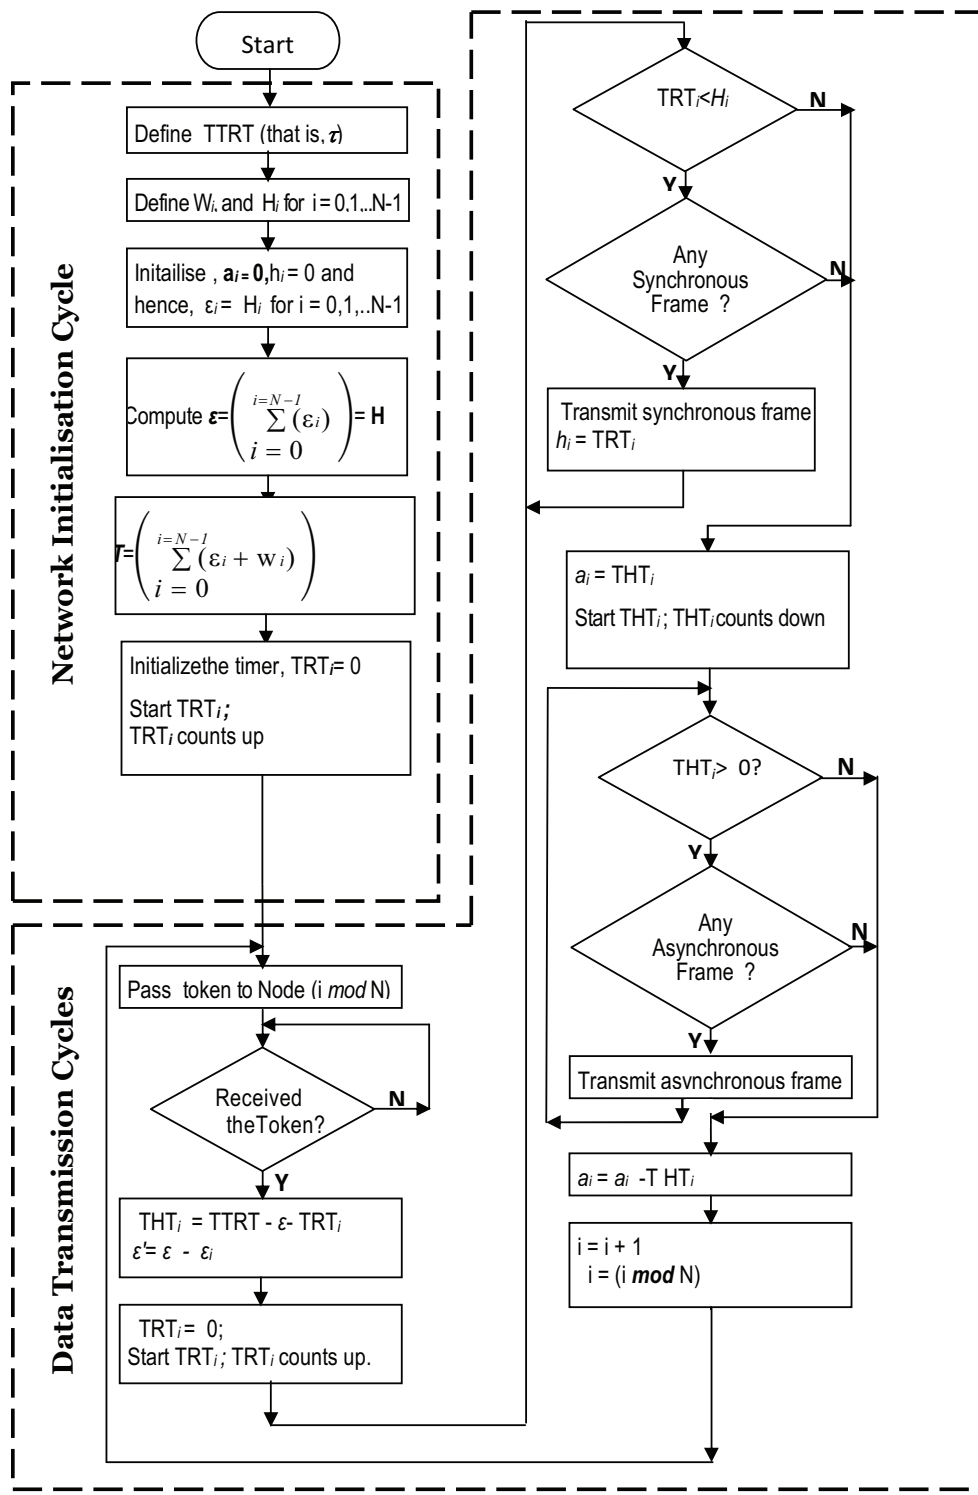 Start
Network Initialisation Cycle
Define TTRT (that is, τ)
Define Wi, and Hi for i = 0,1,..N-1
Initailise , ai = 0, hi = 0 and
hence, εi = Hi for i = 0,1,..N-1
i=N-1
Compute ε=( ∑ (εi) ) = H
i = 0
i=N-1
T=( ∑ (εi + wi) )
i = 0
Initializethe timer, TRTi= 0
Start TRTi;
TRTi counts up
Data Transmission Cycles
Pass token to Node (i mod N)
Received
theToken?
N
Y
THTi = TTRT - ε- TRTi
ε'= ε - εi
TRTi = 0;
Start TRTi; TRTi counts up.
TRTi<Hi
N
Y
Any
Synchronous
Frame ?
N
Y
Transmit synchronous frame
hi = TRTi
ai = THTi
Start THTi; THTi counts down
THTi> 0?
N
Y
Any
Asynchronous
Frame ?
N
Y
Transmit asynchronous frame
ai = ai -T HTi
i = i + 1
i = (i mod N)